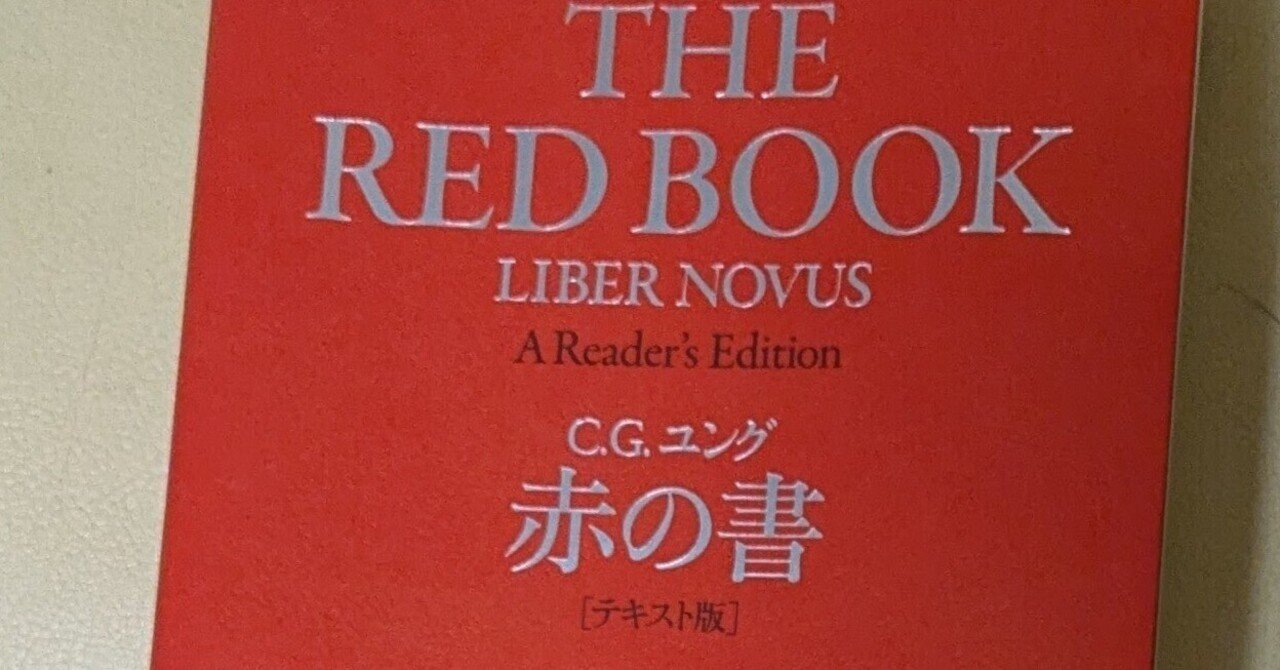 THE
RED BOOK
LIBER NOVUS
A Reader's Edition
C.G. ユング
赤の書
[テキスト版]